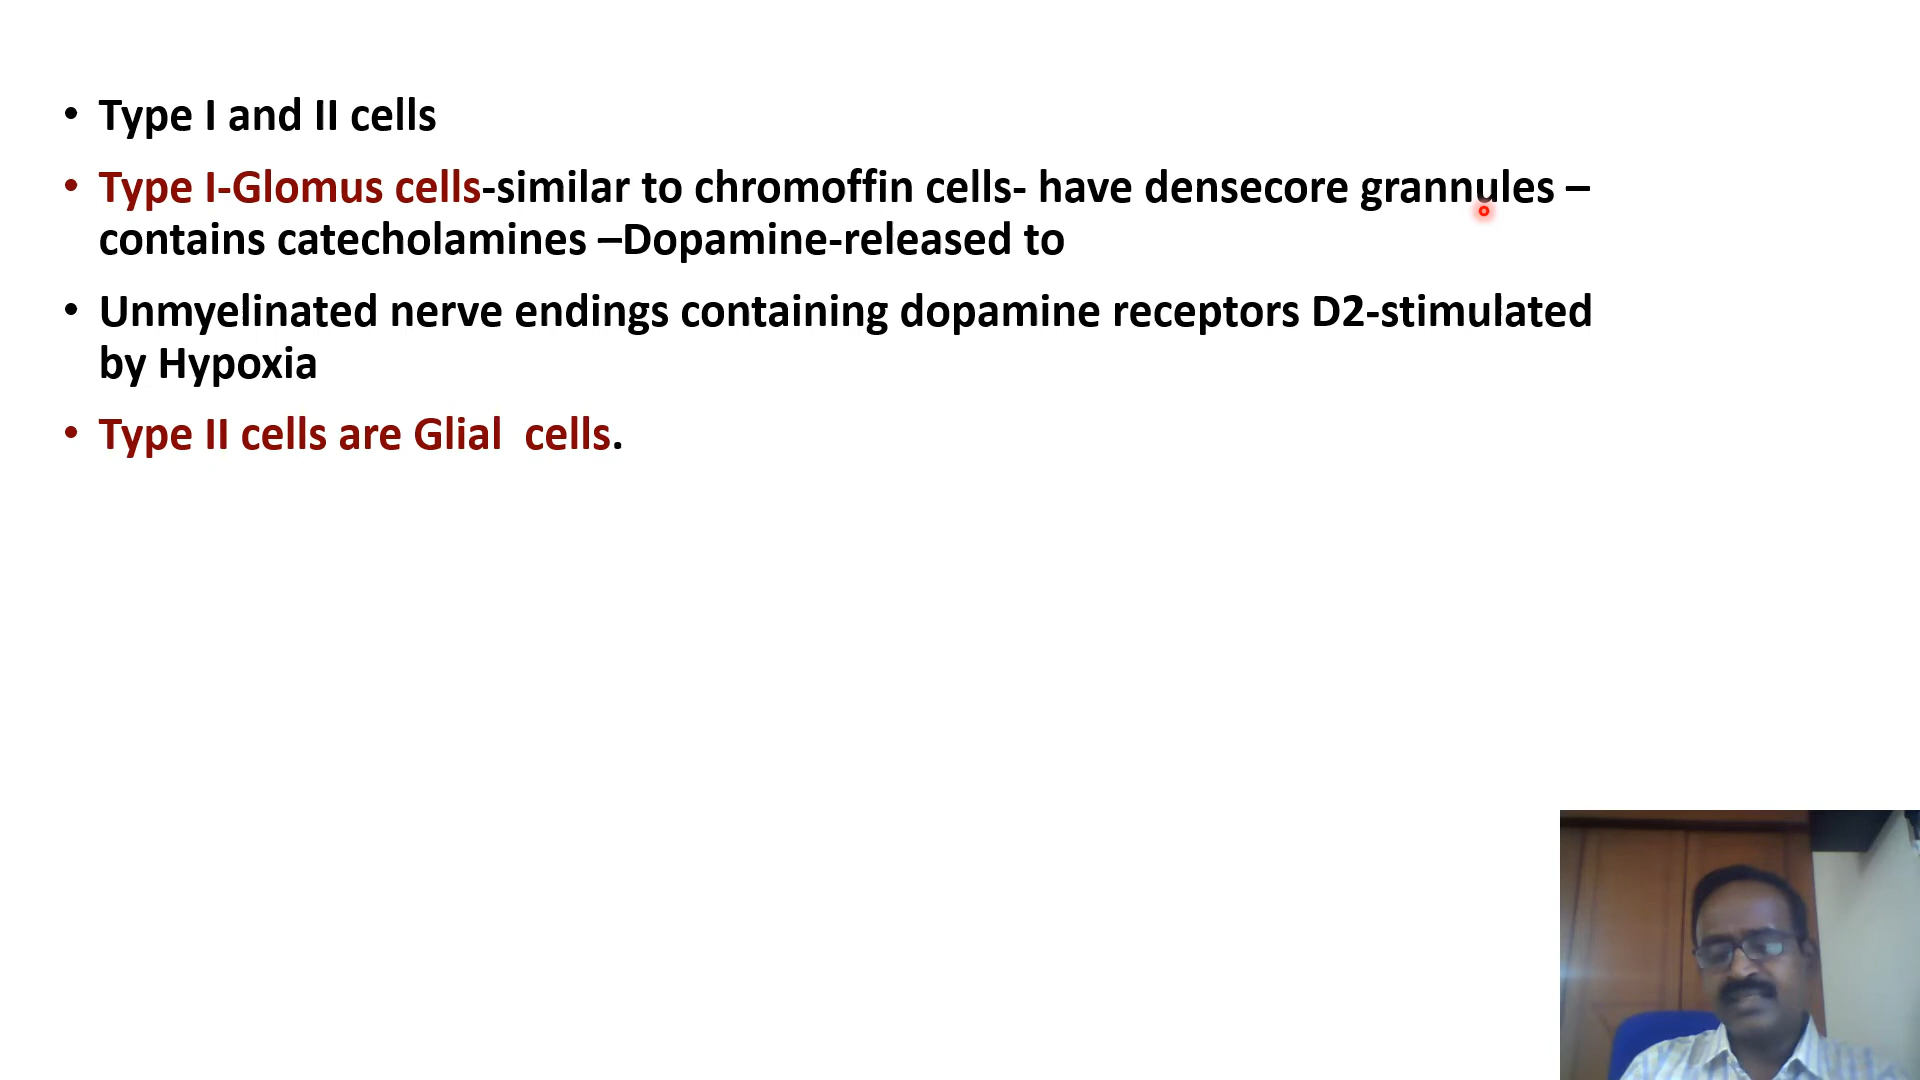 • Type I and II cells
• Type I-Glomus cells-similar to chromoffin cells- have densecore grannules –
contains catecholamines –Dopamine-released to
• Unmyelinated nerve endings containing dopamine receptors D2-stimulated
by Hypoxia
• Type II cells are Glial  cells.